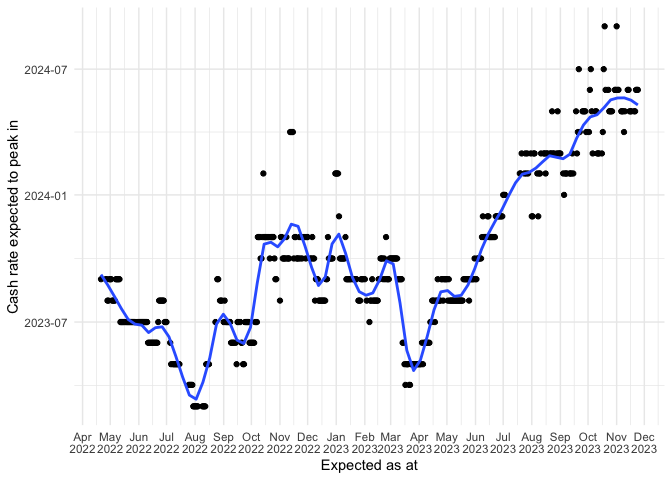 Cash rate expected to peak in
2024-07
2024-01
2023-07
Apr May Jun Jul Aug Sep Oct Nov Dec Jan Feb Mar Apr May Jun Jul Aug Sep Oct Nov Dec
2022 2022 2022 2022 2022 2022 2022 2022 2022 2023 2023 2023 2023 2023 2023 2023 2023 2023 2023 2023 2023
Expected as at